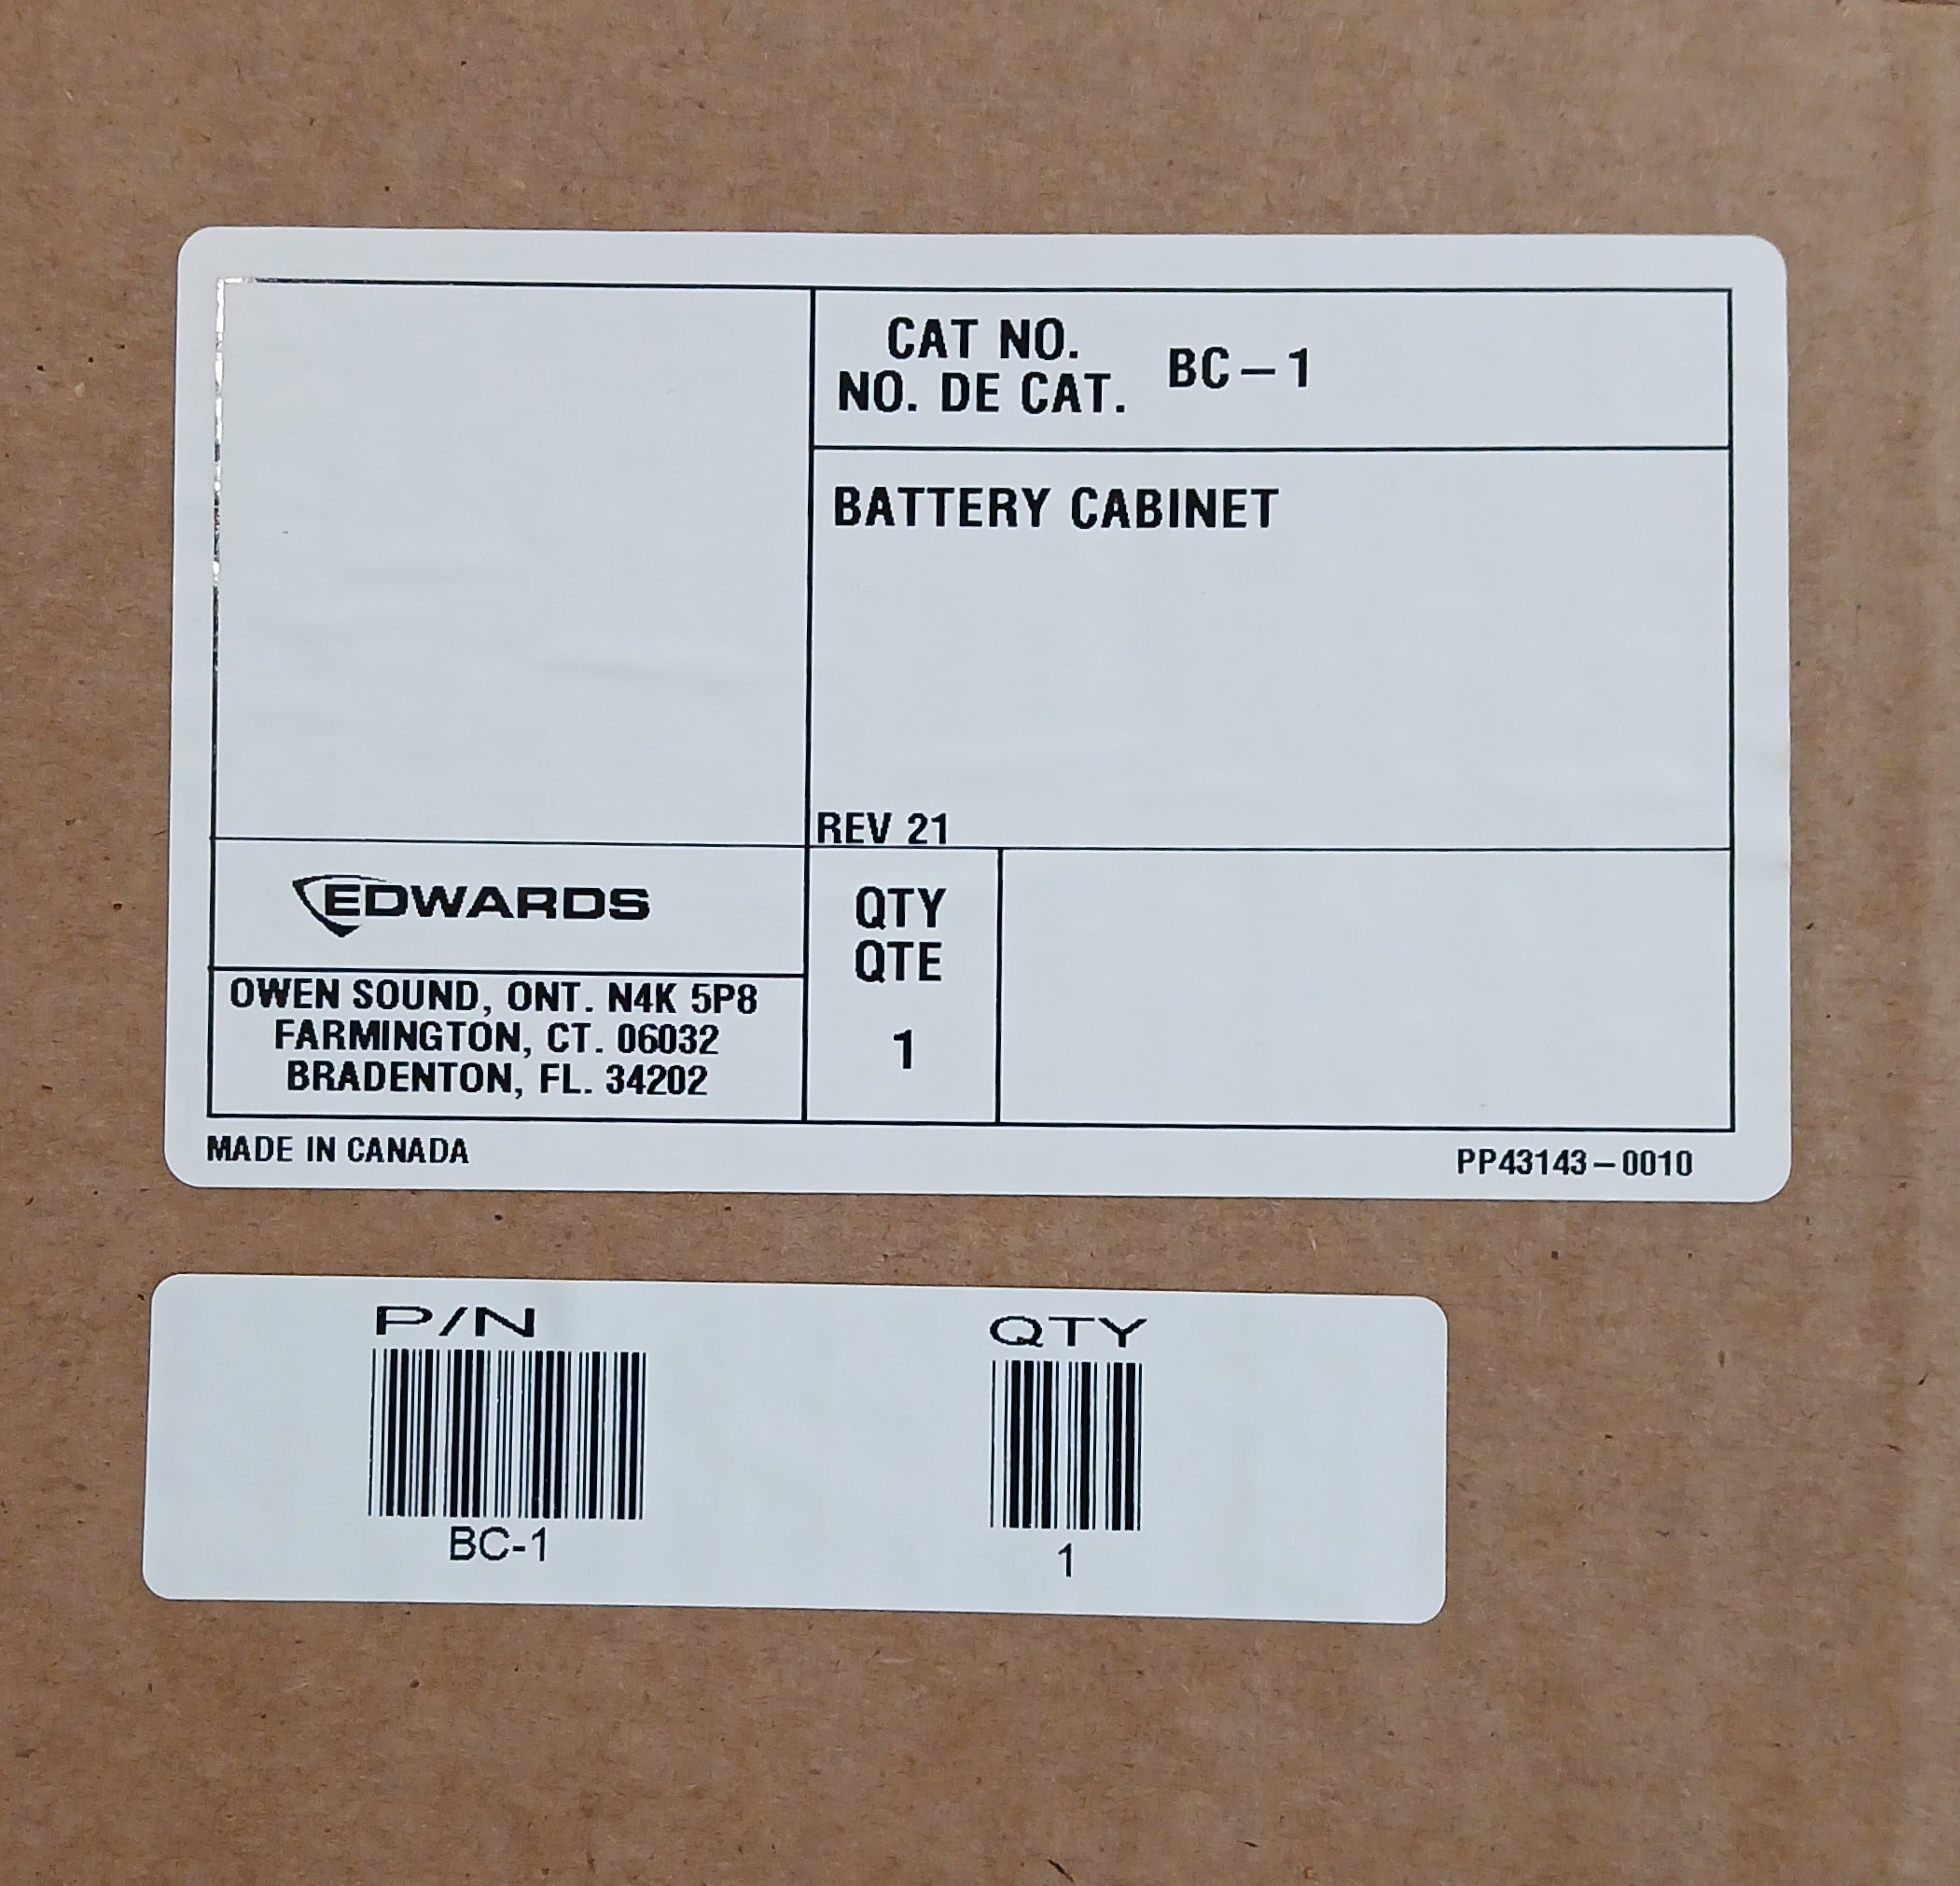 CAT NO.
NO. DE CAT.
BC-1
BATTERY CABINET
REV 21
EDWARDS
OWEN SOUND, ONT. N4K 5P8
FARMINGTON, CT. 06032
BRADENTON, FL. 34202
QTY
QTE
1
MADE IN CANADA
PP43143-0010
P/N
BC-1
QTY
1